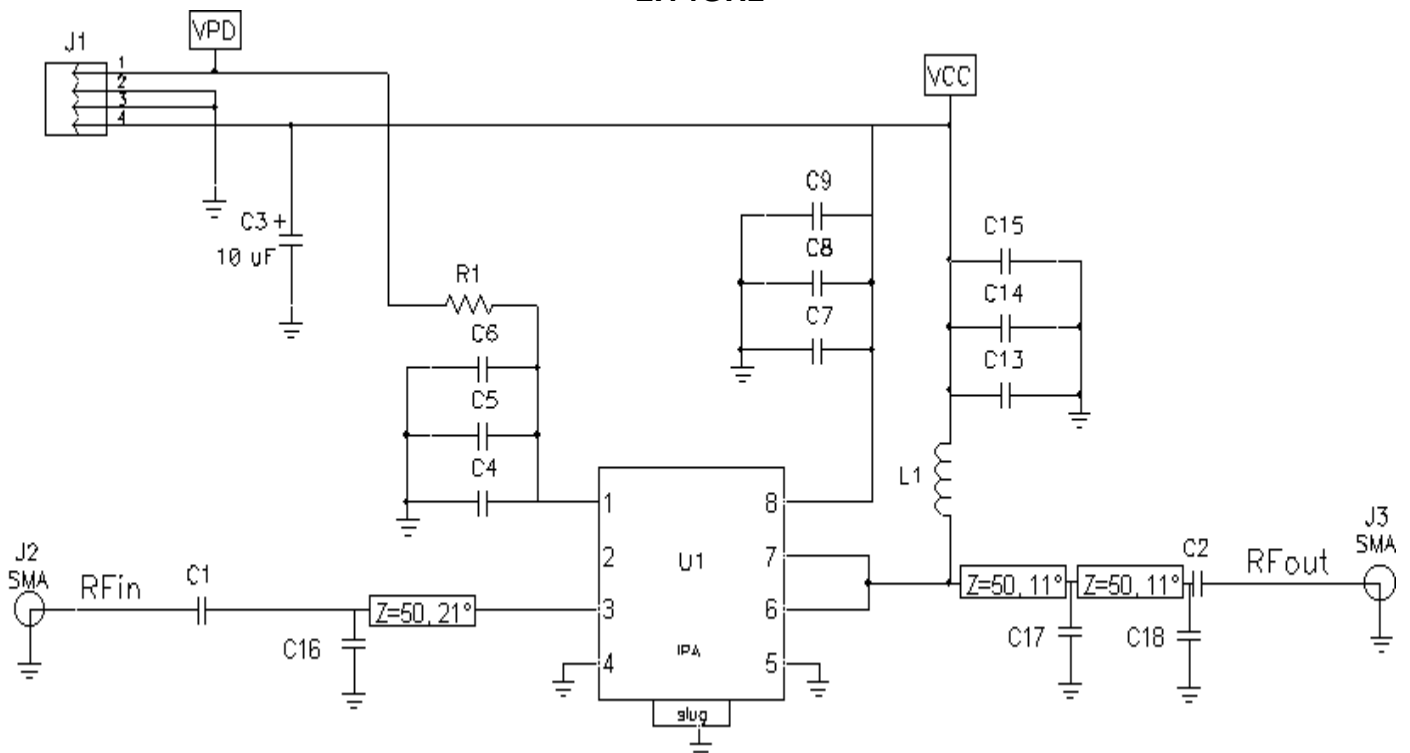 VPD
J1
1
2
3
4
VCC
C3 +
10 uF
C9
C8
C7
C15
C14
C13
R1
C6
C5
C4
L1
1
2
3
4
8
7
6
5
U1
IPA
slug
J2
SMA
RFin
C1
C16
Z=50, 21°
Z=50, 11°
Z=50, 11°
C17
C18
C2
RFout
J3
SMA